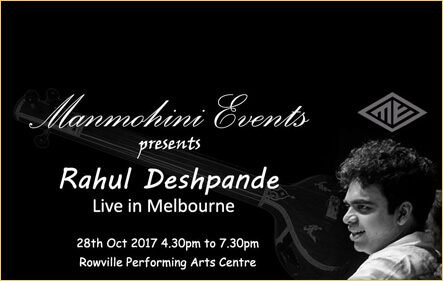 Manmohini Events
ME
presents
Rahul Deshpande
Live in Melbourne
28th Oct 2017 4.30pm to 7.30pm
Rowville Performing Arts Centre